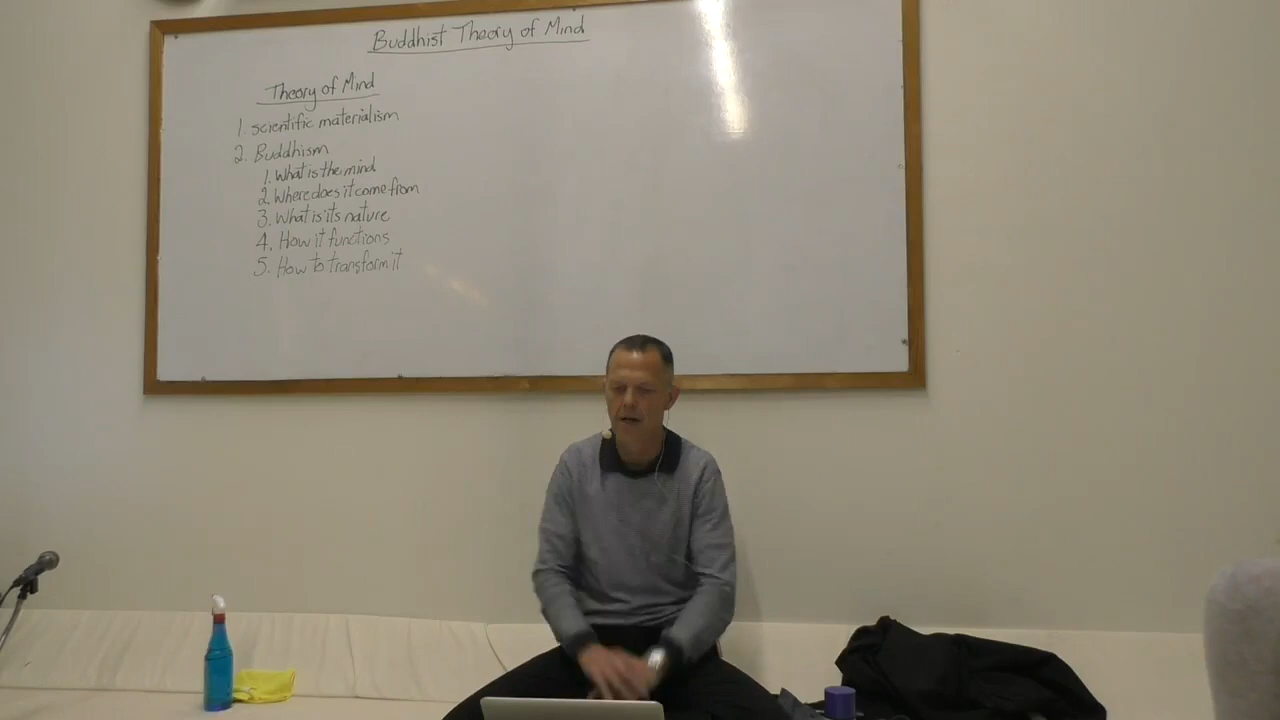 Buddhist Theory of Mind
Theory of Mind
1. scientific materialism
2. Buddhism
1. What is the mind
2. Where does it come from
3. What is its nature
4. How it functions
5. How to transform it